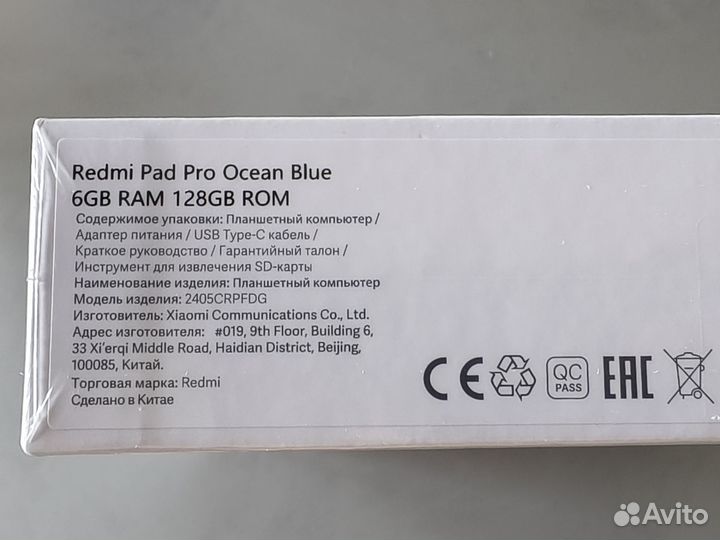 Redmi Pad Pro Ocean Blue
6GB RAM 128GB ROM
Содержимое упаковки: Планшетный компьютер /
Адаптер питания / USB Type-C кабель /
Краткое руководство / Гарантийный талон /
Инструмент для извлечения SD-карты
Наименование изделия: Планшетный компьютер
Модель изделия: 2405CRPFDG
Изготовитель: Xiaomi Communications Co., Ltd.
Адрес изготовителя: #019, 9th Floor, Building 6,
33 Xi'erqi Middle Road, Haidian District, Beijing,
100085, Китай.
Торговая марка: Redmi
Сделано в Китае
CE
QC
PASS
EAC
Avito